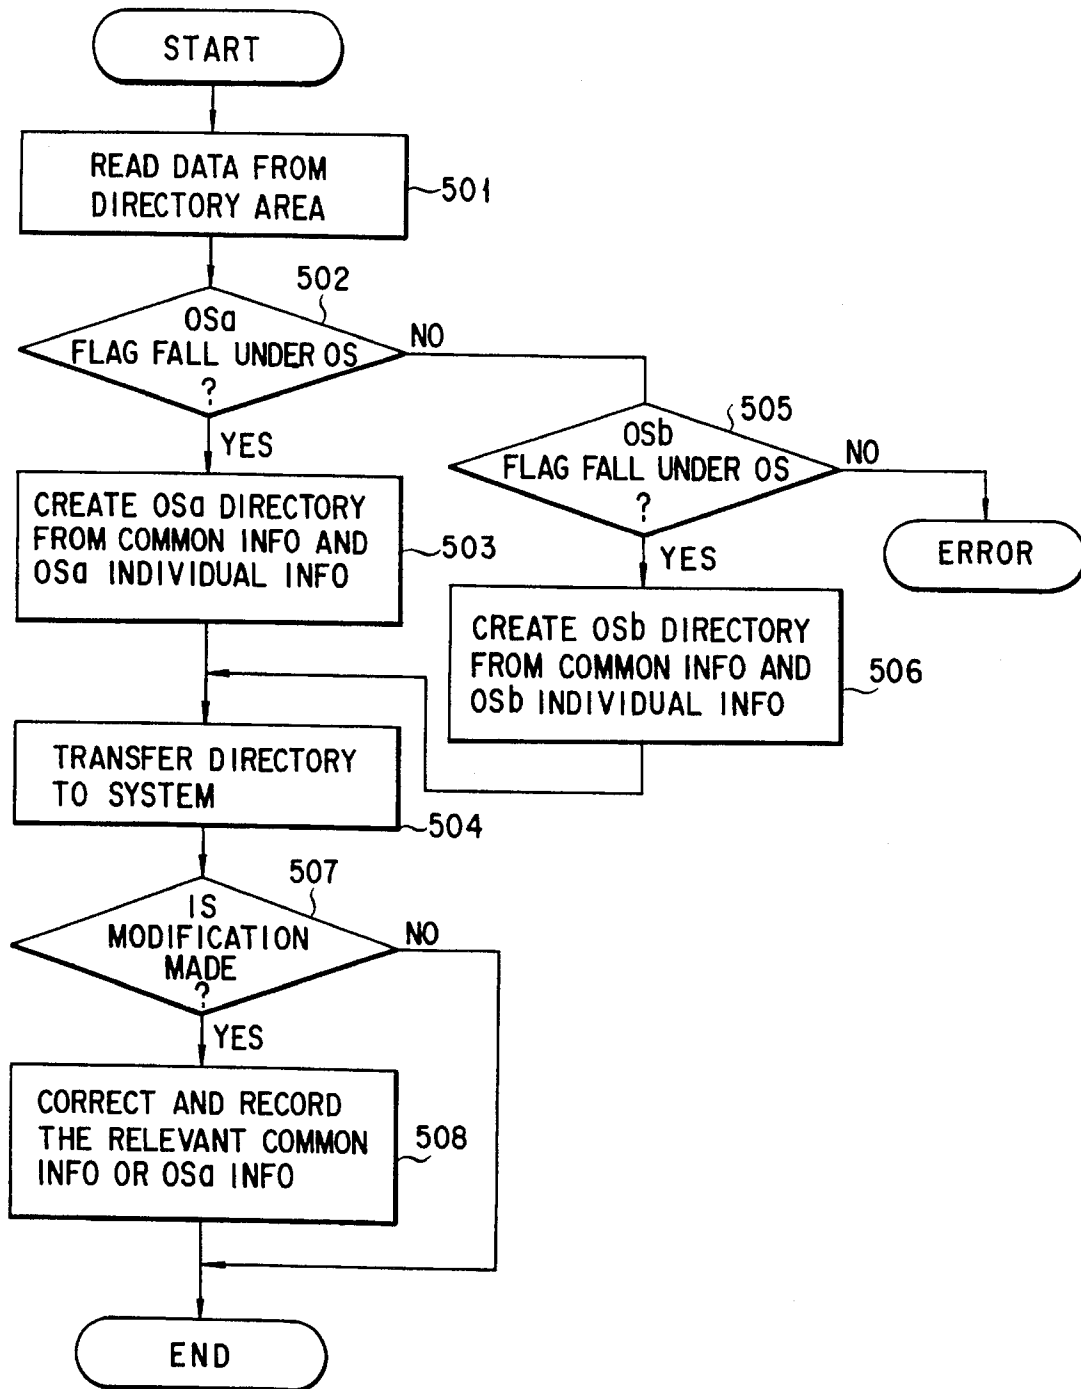 START
READ DATA FROM
DIRECTORY AREA
501
502
OSa
FLAG FALL UNDER OS
?
NO
YES
505
OSb
FLAG FALL UNDER OS
?
NO
YES
ERROR
CREATE OSa DIRECTORY
FROM COMMON INFO AND
OSa INDIVIDUAL INFO
503
CREATE OSb DIRECTORY
FROM COMMON INFO AND
OSb INDIVIDUAL INFO
506
TRANSFER DIRECTORY
TO SYSTEM
504
507
IS
MODIFICATION
MADE
?
NO
YES
CORRECT AND RECORD
THE RELEVANT COMMON
INFO OR OSa INFO
508
END